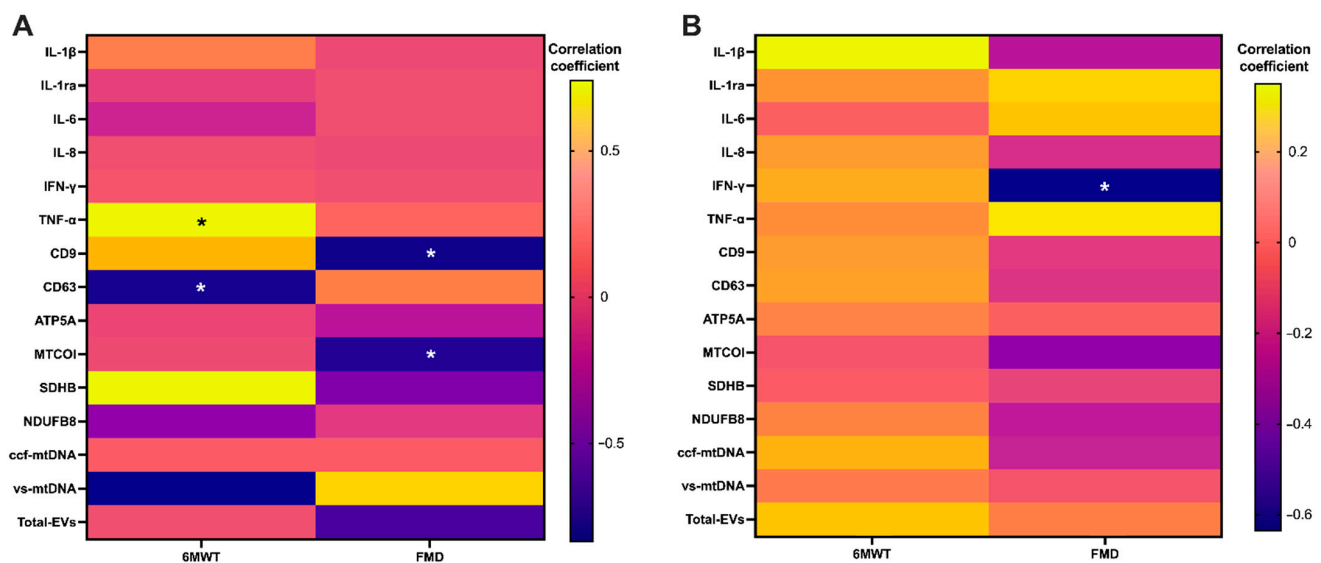 A
IL-1β
IL-1ra
IL-6
IL-8
IFN-γ
TNF-α
CD9
CD63
ATP5A
MTCOI
SDHB
NDUFB8
ccf-mtDNA
vs-mtDNA
Total-EVs
*
*
*
*
6MWT
FMD
Correlation
coefficient
0.5
0
-0.5
B
IL-1β
IL-1ra
IL-6
IL-8
IFN-γ
TNF-α
CD9
CD63
ATP5A
MTCOI
SDHB
NDUFB8
ccf-mtDNA
vs-mtDNA
Total-EVs
*
6MWT
FMD
Correlation
coefficient
0.2
0
-0.2
-0.4
-0.6